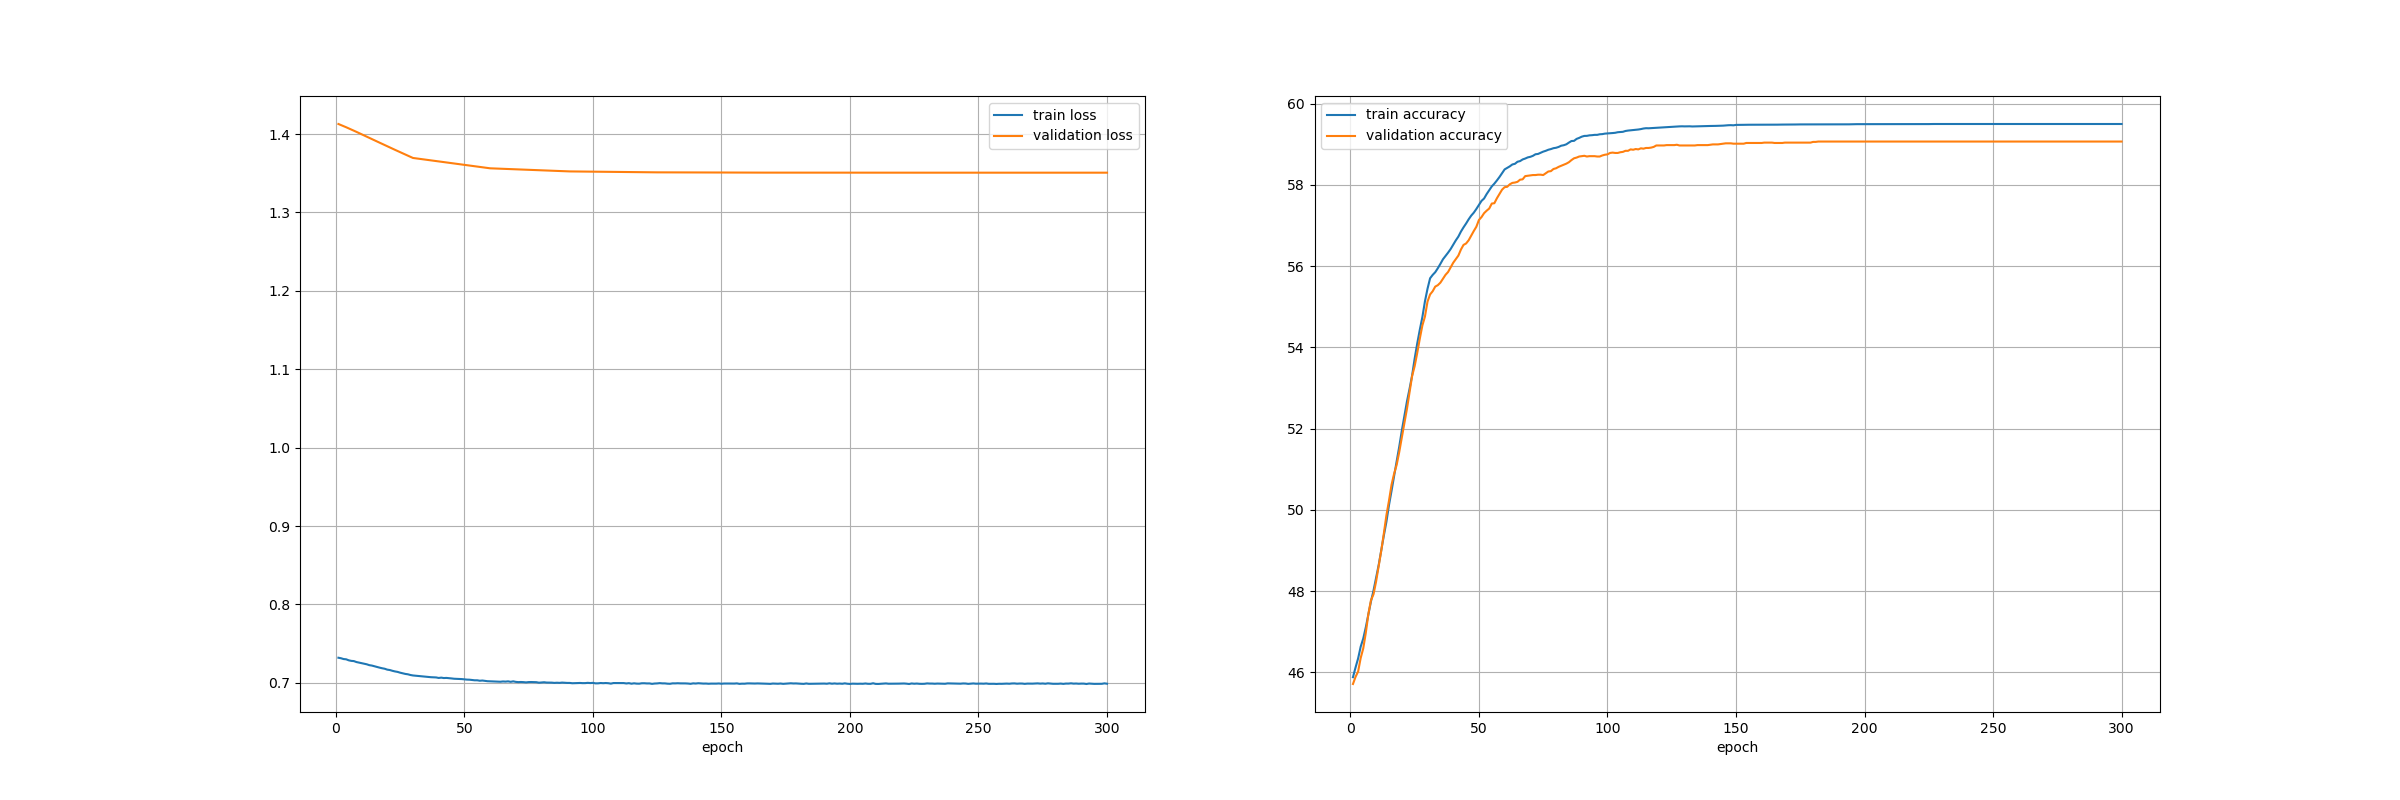 train loss
validation loss
1.4
1.3
1.2
1.1
1.0
0.9
0.8
0.7
0 50 100 150 200 250 300
epoch
train accuracy
validation accuracy
60
58
56
54
52
50
48
46
0 50 100 150 200 250 300
epoch